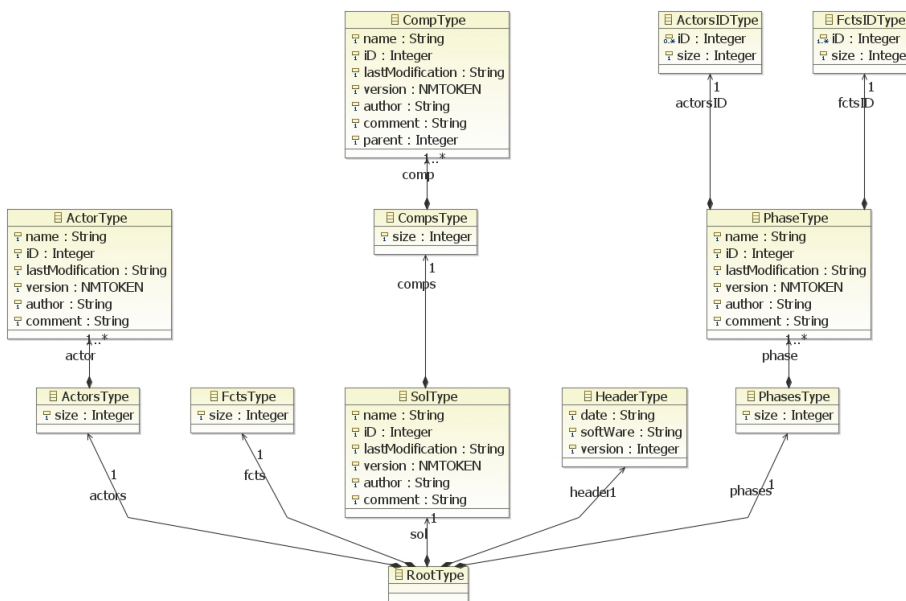 CompType
name : String
iD : Integer
lastModification : String
version : NMTOKEN
author : String
comment : String
parent : Integer
1..*
comp
ActorsIDType
0..*
iD : Integer
size : Integer
1
actorsID
FctsIDType
1..*
iD : Integer
size : Integer
1
fctsID
ActorType
name : String
iD : Integer
lastModification : String
version : NMTOKEN
author : String
comment : String
1..*
actor
CompsType
size : Integer
1
comps
PhaseType
name : String
iD : Integer
lastModification : String
version : NMTOKEN
author : String
comment : String
1..*
phase
ActorsType
size : Integer
1
actors
FctsType
size : Integer
1
fcts
SolType
name : String
iD : Integer
lastModification : String
version : NMTOKEN
author : String
comment : String
1
sol
HeaderType
date : String
softWare : String
version : Integer
header1
PhasesType
size : Integer
1
phases
RootType